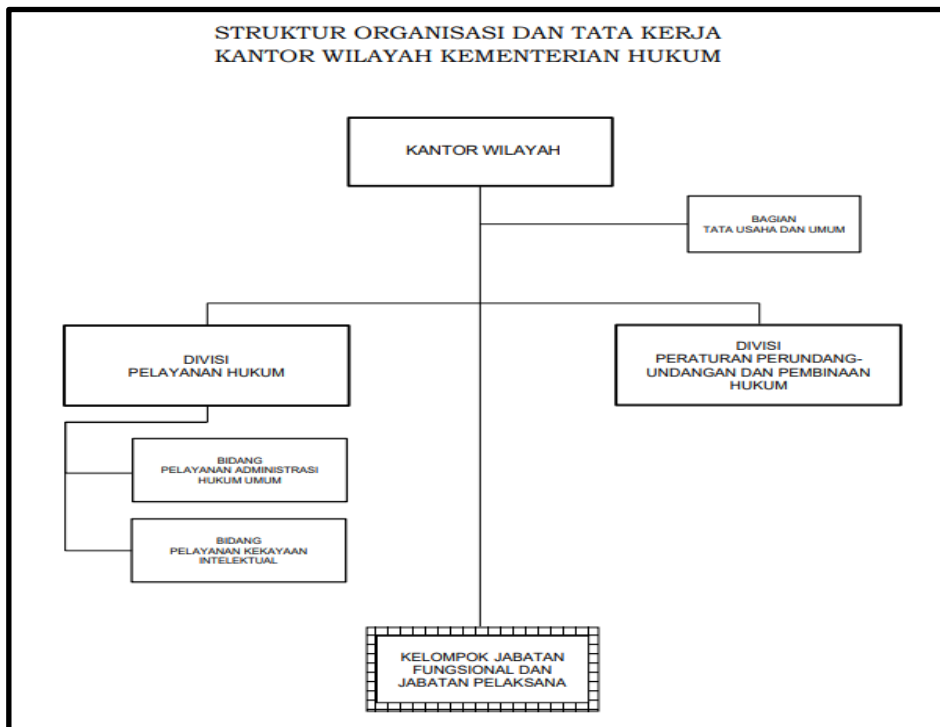 STRUKTUR ORGANISASI DAN TATA KERJA
KANTOR WILAYAH KEMENTERIAN HUKUM
KANTOR WILAYAH
BAGIAN
TATA USAHA DAN UMUM
DIVISI
PELAYANAN HUKUM
DIVISI
PERATURAN PERUNDANG-
UNDANGAN DAN PEMBINAAN
HUKUM
BIDANG
PELAYANAN ADMINISTRASI
HUKUM UMUM
BIDANG
PELAYANAN KEKAYAAN
INTELEKTUAL
KELOMPOK JABATAN
FUNGSIONAL DAN
JABATAN PELAKSANA